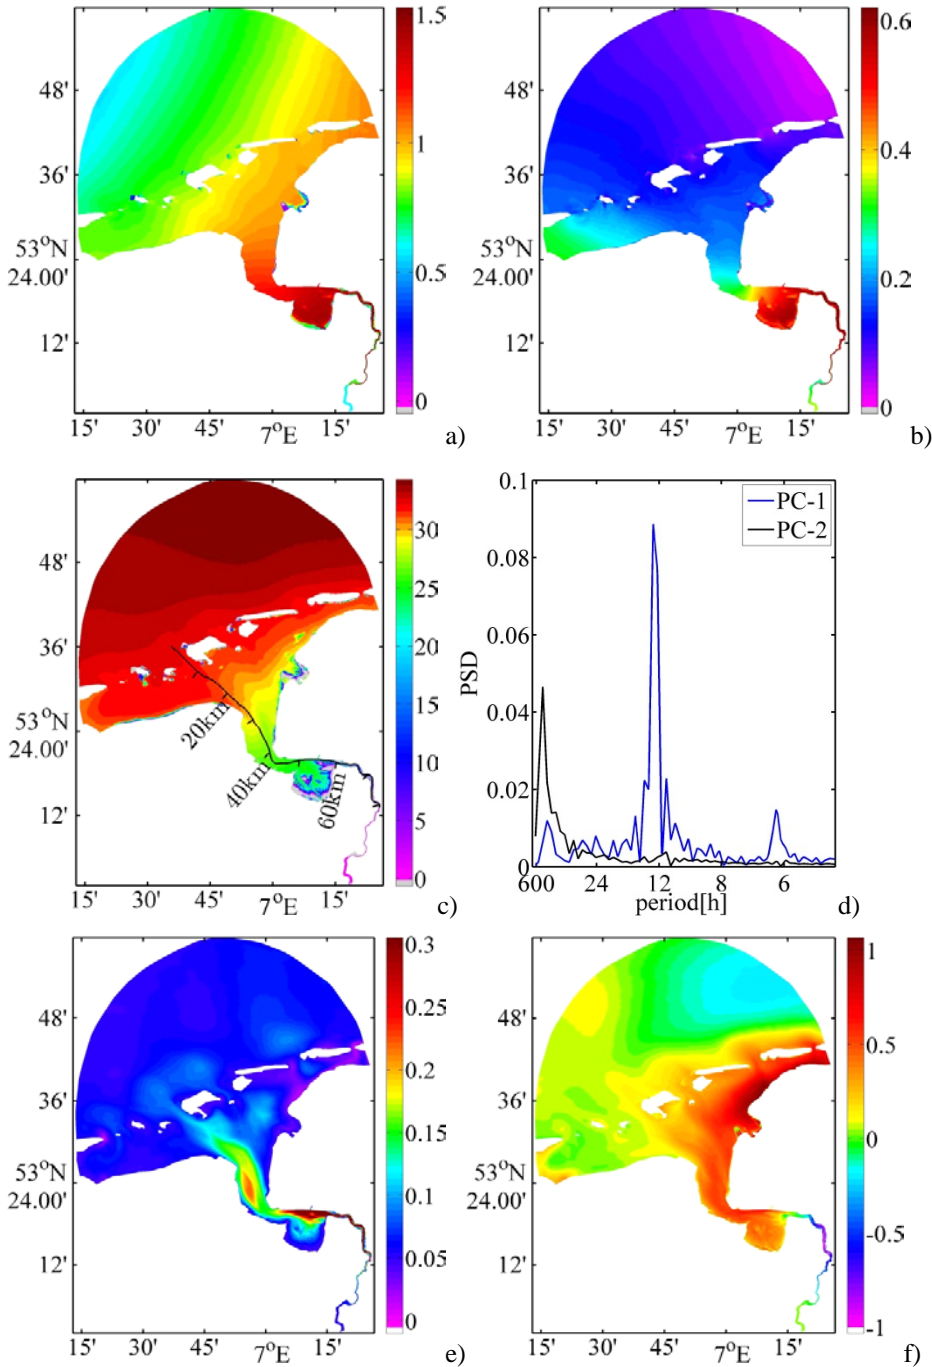 1.5
1
0.5
0
48'
36'
53°N
24.00'
12'
15' 30' 45' 7°E 15'
a)
0.6
0.4
0.2
0
48'
36'
53°N
24.00'
12'
15' 30' 45' 7°E 15'
b)
30
25
20
15
10
5
0
48'
36'
53°N
24.00'
12'
20km
40km
60km
15' 30' 45' 7°E 15'
c)
0.1
0.08
0.06
0.04
0.02
0
PSD
PC-1
PC-2
600 24 12 8 6
period[h]
d)
0.3
0.25
0.2
0.15
0.1
0.05
0
48'
36'
53°N
24.00'
12'
15' 30' 45' 7°E 15'
e)
1
0.5
0
-0.5
-1
48'
36'
53°N
24.00'
12'
15' 30' 45' 7°E 15'
f)